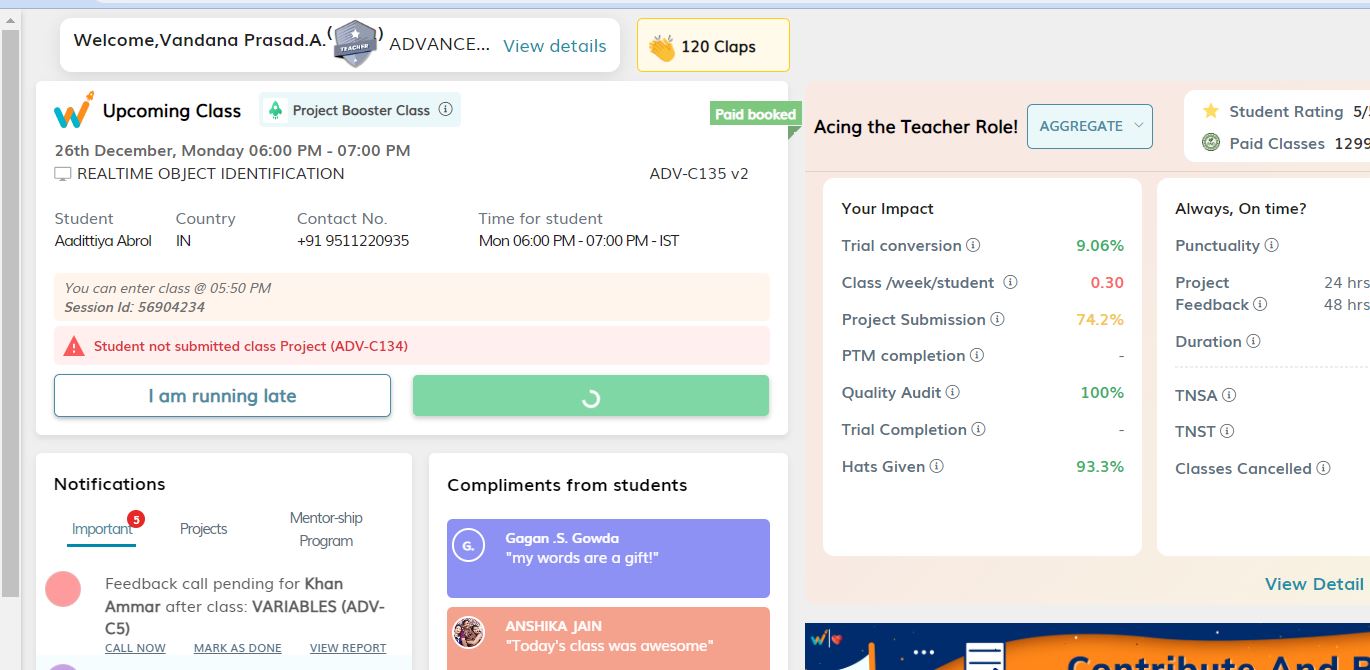 Welcome,Vandana Prasad.A.(TEACHER) ADVANCE... View details
120 Claps
Upcoming Class
Project Booster Class
Paid booked
26th December, Monday 06:00 PM - 07:00 PM
REALTIME OBJECT IDENTIFICATION
ADV-C135 v2
Student Country Contact No. Time for student
Aadittiya Abrol IN +91 9511220935 Mon 06:00 PM - 07:00 PM - IST
You can enter class @ 05:50 PM
Session Id: 56904234
Student not submitted class Project (ADV-C134)
I am running late
Notifications
Important 5
Projects
Mentor-ship
Program
Feedback call pending for Khan
Ammar after class: VARIABLES (ADV-
C5)
CALL NOW MARK AS DONE VIEW REPORT
Compliments from students
G.
Gagan .S. Gowda
"my words are a gift!"
ANSHIKA JAIN
"Today's class was awesome"
Acing the Teacher Role!
AGGREGATE
Student Rating 5/
Paid Classes 1299
Your Impact
Trial conversion 9.06%
Class /week/student 0.30
Project Submission 74.2%
PTM completion -
Quality Audit 100%
Trial Completion -
Hats Given 93.3%
Always, On time?
Punctuality
Project 24 hrs
Feedback 48 hrs
Duration
TNSA
TNST
Classes Cancelled
View Detail
Contribute And